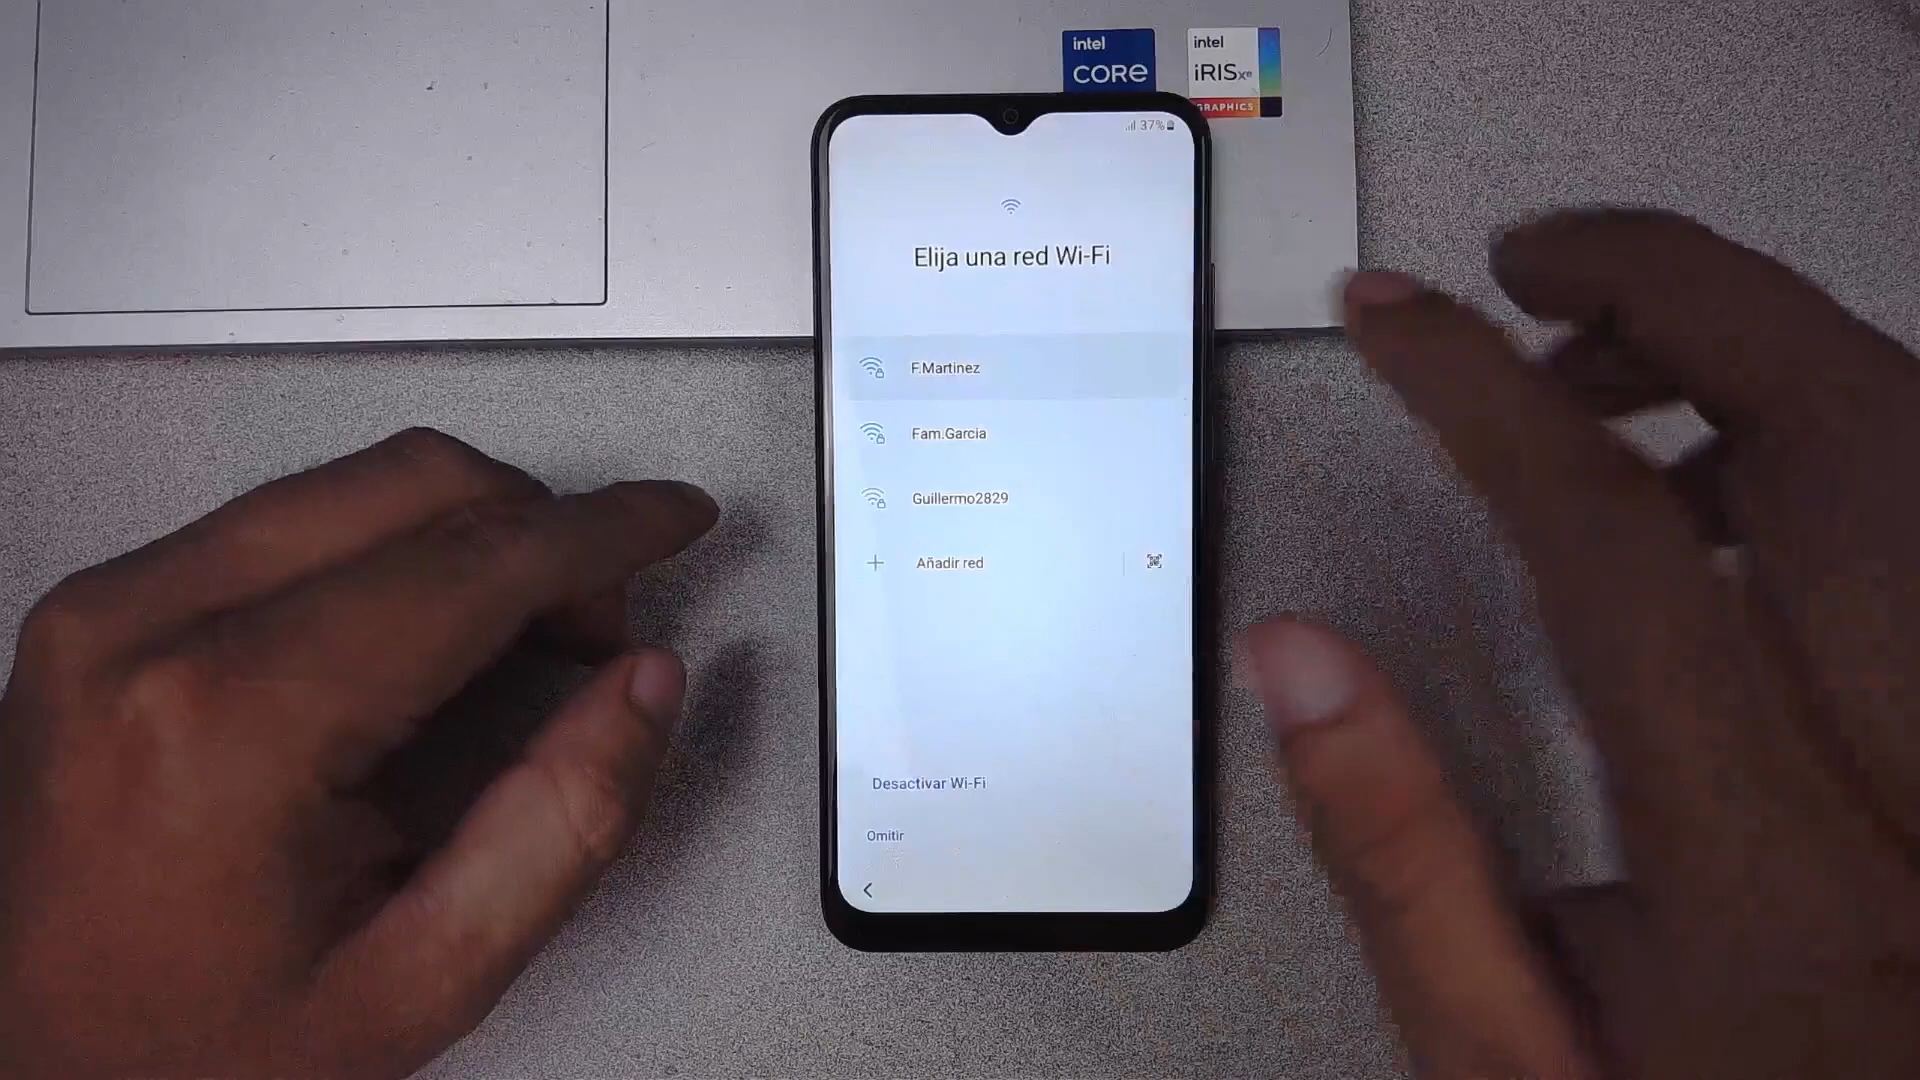 intel
CORE
intel
iRISxe
GRAPHICS
37%
Elija una red Wi-Fi
F.Martinez
Fam.Garcia
Guillermo2829
Añadir red
Desactivar Wi-Fi
Omitir